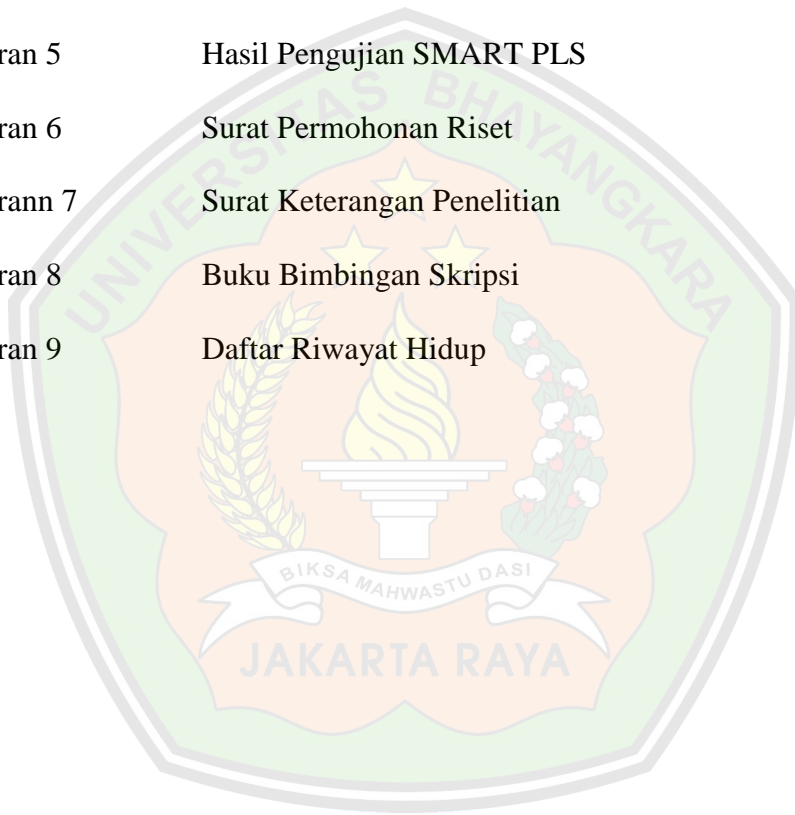 ran 5 Hasil Pengujian SMART PLS
ran 6 Surat Permohonan Riset
rann 7 Surat Keterangan Penelitian
ran 8 Buku Bimbingan Skripsi
ran 9 Daftar Riwayat Hidup
UNIVERSITAS BHAYANGKARA
BIKSA MAHWASTU DASI
JAKARTA RAYA